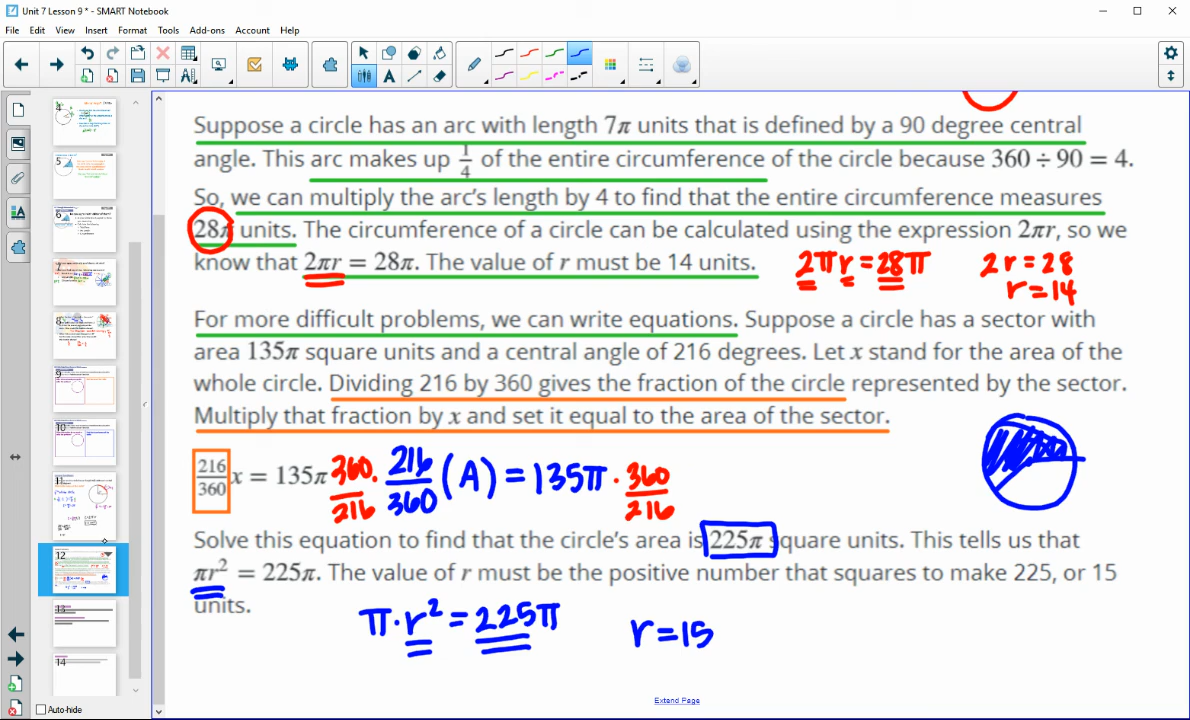 Unit 7 Lesson 9 * - SMART Notebook
File Edit View Insert Format Tools Add-ons Account Help
Suppose a circle has an arc with length 7π units that is defined by a 90 degree central
angle. This arc makes up 1/4 of the entire circumference of the circle because 360 ÷ 90 = 4.
So, we can multiply the arc's length by 4 to find that the entire circumference measures
28π units. The circumference of a circle can be calculated using the expression 2πr, so we
know that 2πr = 28π. The value of r must be 14 units.
2πr = 28π
2r = 28
r = 14
For more difficult problems, we can write equations. Suppose a circle has a sector with
area 135π square units and a central angle of 216 degrees. Let x stand for the area of the
whole circle. Dividing 216 by 360 gives the fraction of the circle represented by the sector.
Multiply that fraction by x and set it equal to the area of the sector.
216/360 x = 135π
360/216 · 216/360 (A) = 135π · 360/216
Solve this equation to find that the circle's area is 225π square units. This tells us that
πr² = 225π. The value of r must be the positive number that squares to make 225, or 15
units.
π · r² = 225π
r = 15
Extend Page
4
5
6
7
8
9
10
11
12
13
14
Auto-hide